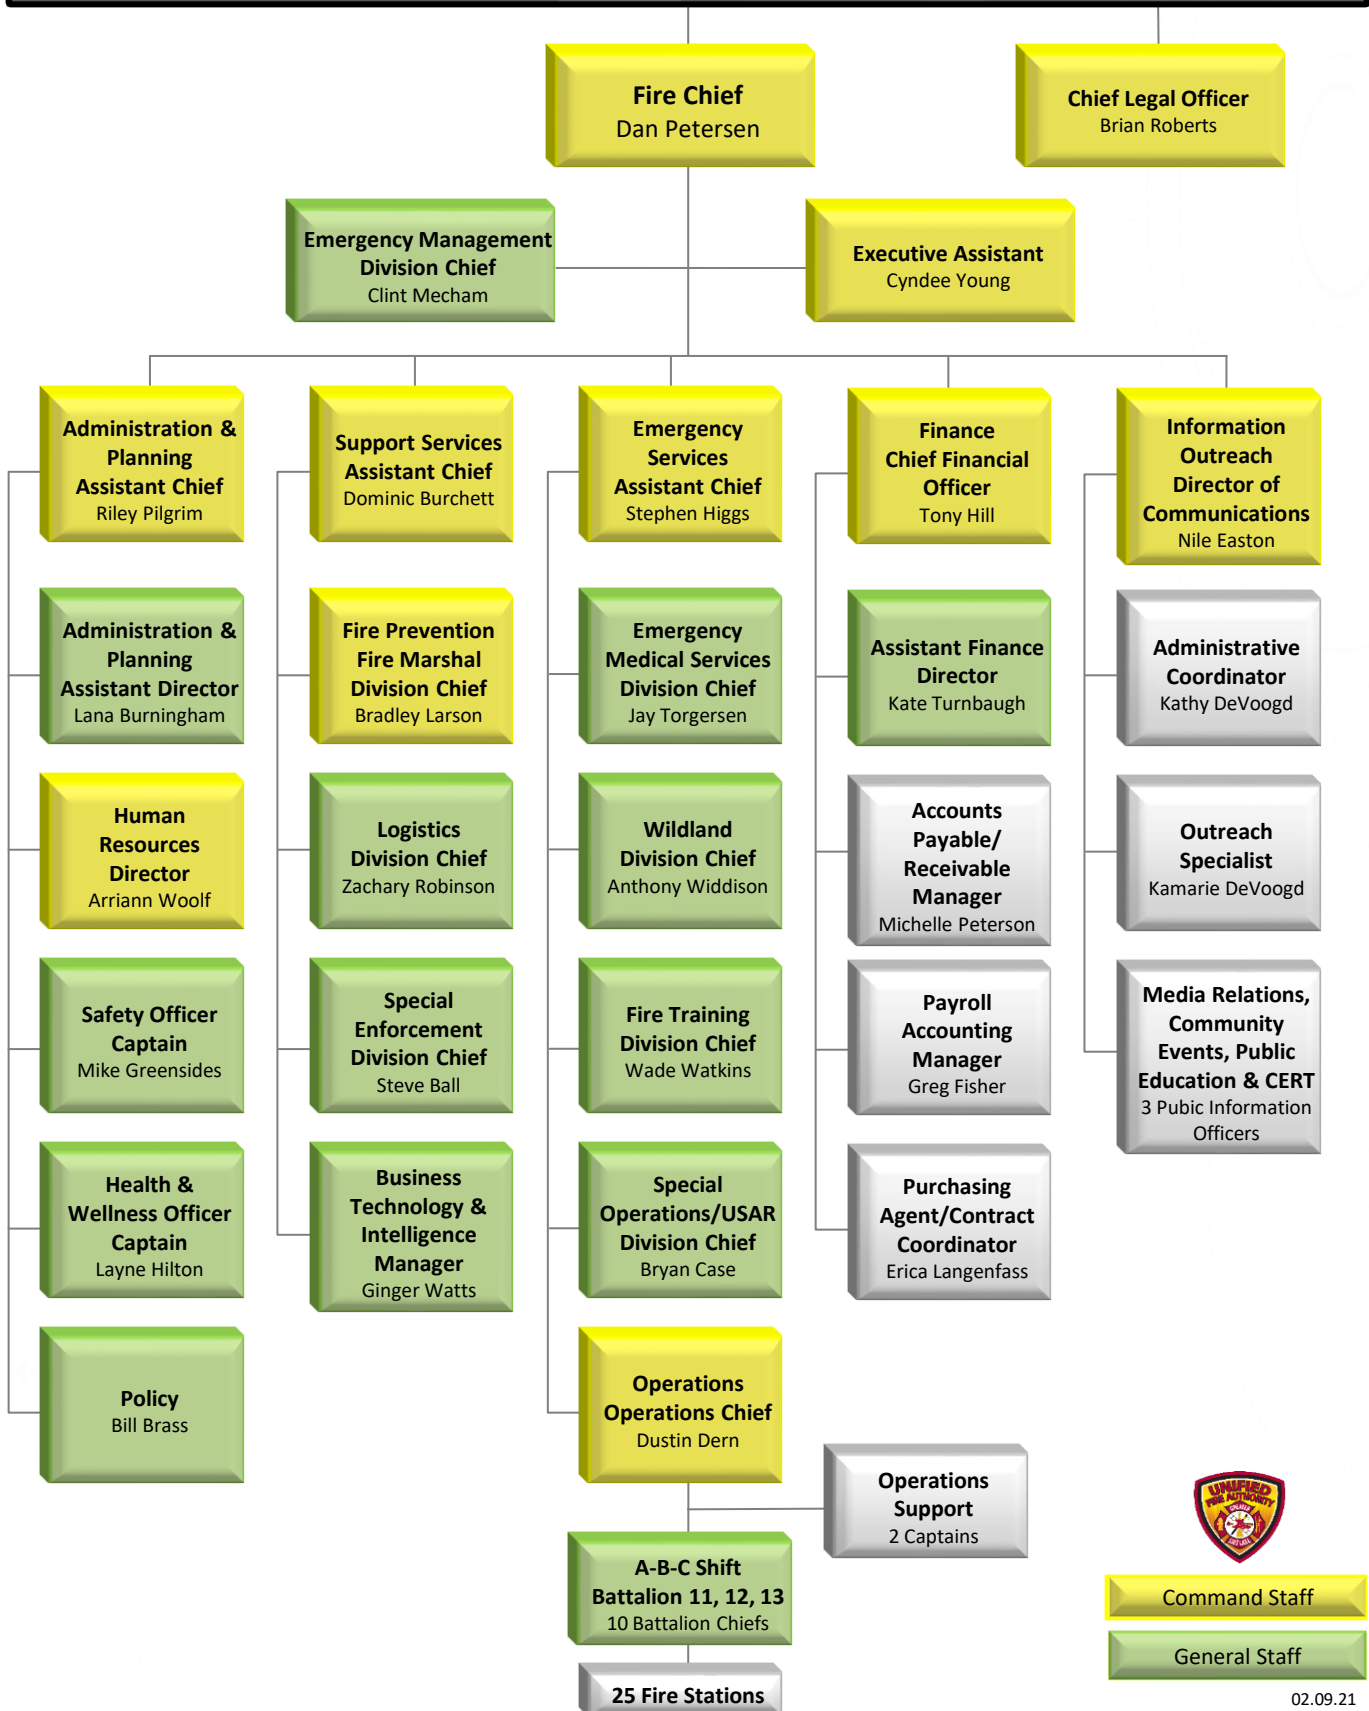 Fire Chief
Dan Petersen
Chief Legal Officer
Brian Roberts
Emergency Management
Division Chief
Clint Mecham
Executive Assistant
Cyndee Young
Administration &
Planning
Assistant Chief
Riley Pilgrim
Support Services
Assistant Chief
Dominic Burchett
Emergency
Services
Assistant Chief
Stephen Higgs
Finance
Chief Financial
Officer
Tony Hill
Information
Outreach
Director of
Communications
Nile Easton
Administration &
Planning
Assistant Director
Lana Burningham
Fire Prevention
Fire Marshal
Division Chief
Bradley Larson
Emergency
Medical Services
Division Chief
Jay Torgersen
Assistant Finance
Director
Kate Turnbaugh
Administrative
Coordinator
Kathy DeVoogd
Human
Resources
Director
Arriann Woolf
Logistics
Division Chief
Zachary Robinson
Wildland
Division Chief
Anthony Widdison
Accounts
Payable/
Receivable
Manager
Michelle Peterson
Outreach
Specialist
Kamarie DeVoogd
Safety Officer
Captain
Mike Greensides
Special
Enforcement
Division Chief
Steve Ball
Fire Training
Division Chief
Wade Watkins
Payroll
Accounting
Manager
Greg Fisher
Media Relations,
Community
Events, Public
Education & CERT
3 Pubic Information
Officers
Health &
Wellness Officer
Captain
Layne Hilton
Business
Technology &
Intelligence
Manager
Ginger Watts
Special
Operations/USAR
Division Chief
Bryan Case
Purchasing
Agent/Contract
Coordinator
Erica Langenfass
Policy
Bill Brass
Operations
Operations Chief
Dustin Dern
Operations
Support
2 Captains
A-B-C Shift
Battalion 11, 12, 13
10 Battalion Chiefs
25 Fire Stations
UNIFIED
FIRE AUTHORITY
GREATER
SALT LAKE
Command Staff
General Staff
02.09.21